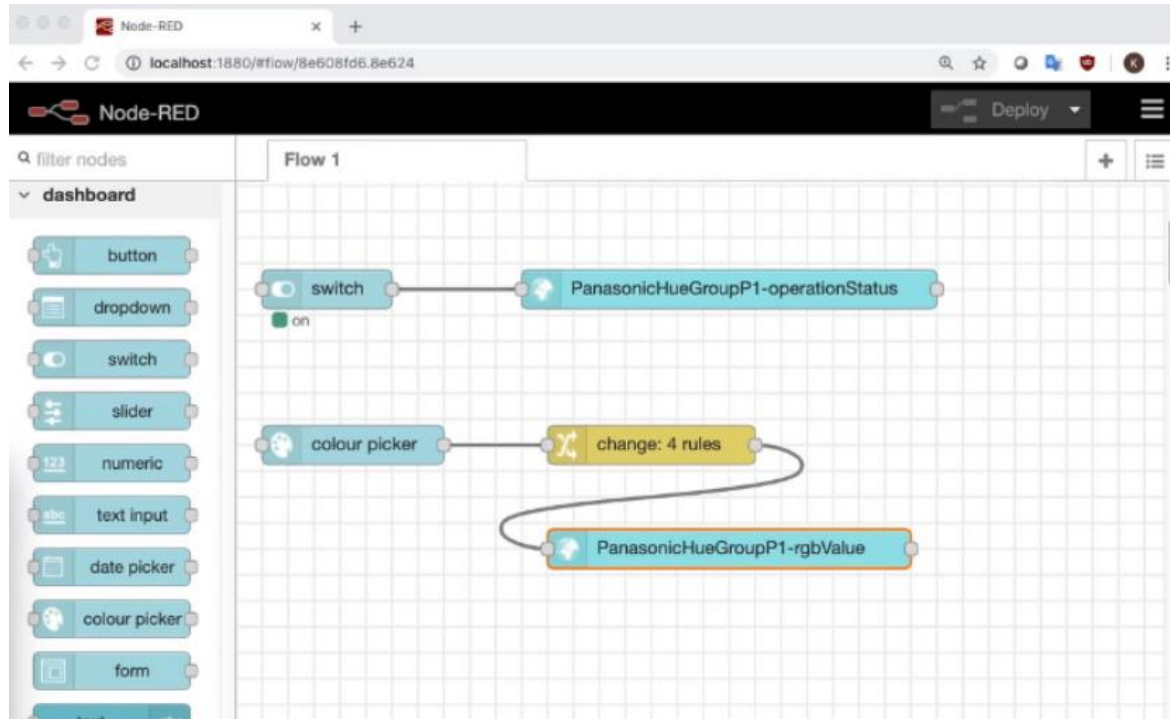 Node-RED
localhost:1880/#flow/8e608fd6.8e624
K
Node-RED
Deploy
filter nodes
Flow 1
dashboard
button
dropdown
switch
slider
123 numeric
abc text input
date picker
colour picker
form
switch
PanasonicHueGroupP1-operationStatus
on
colour picker
change: 4 rules
PanasonicHueGroupP1-rgbValue